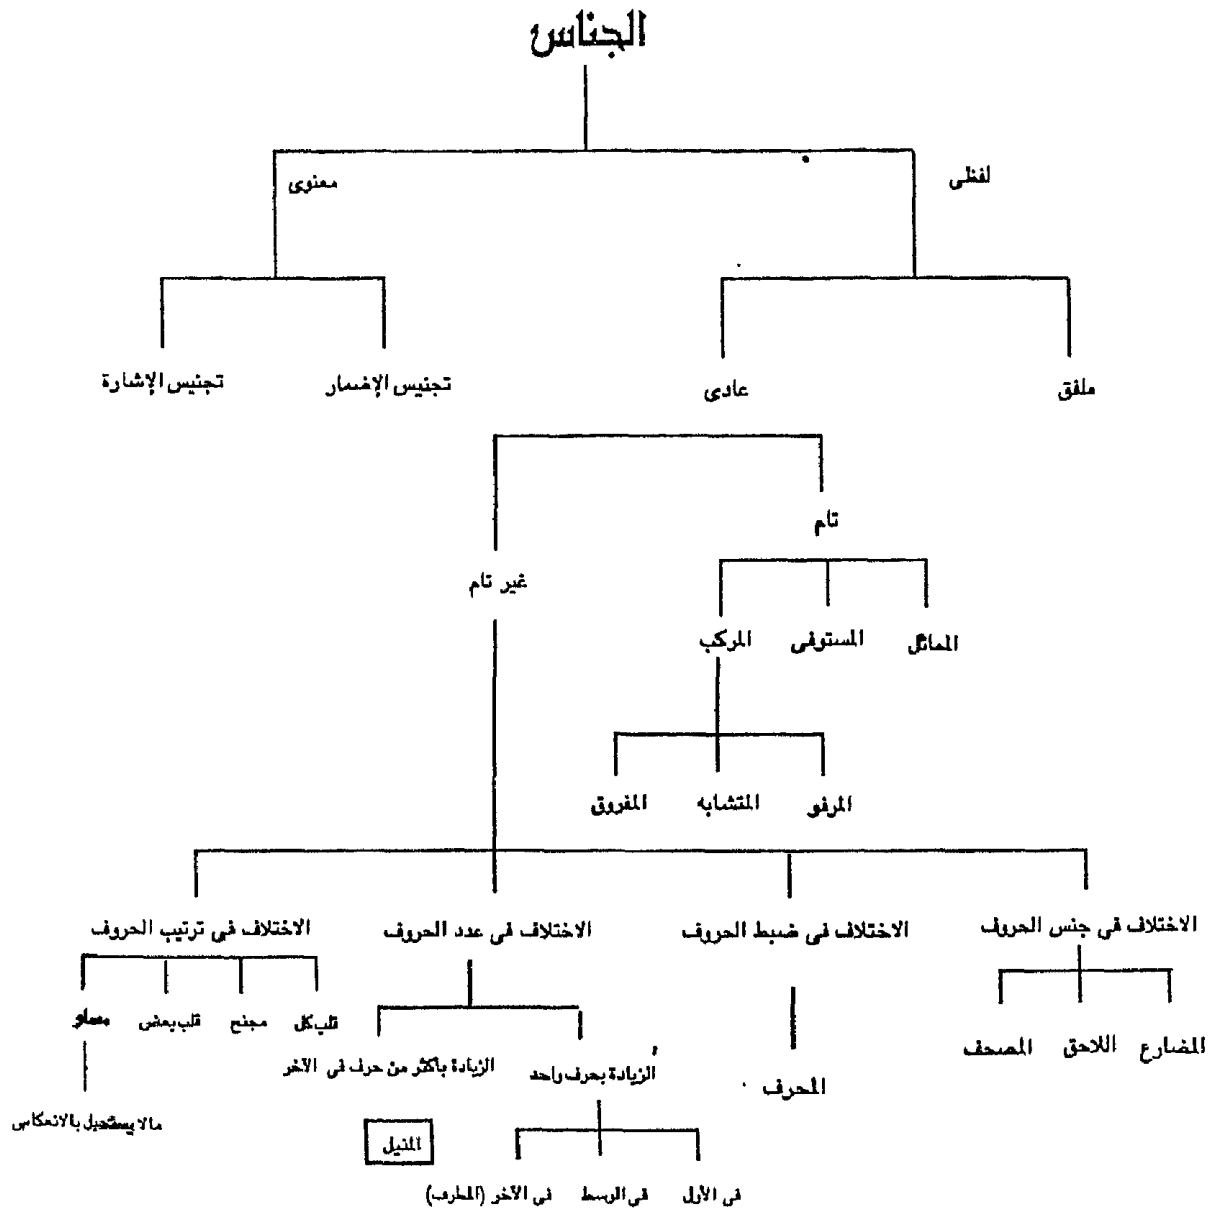 الجناس
لفظى
معنوى
ملفق
عادى
تجنيس الإضمار
تجنيس الإشارة
تام
غير تام
المماثل
المستوفى
المركب
المرفو
المتشابه
المفروق
الاختلاف فى جنس الحروف
الاختلاف فى ضبط الحروف
الاختلاف فى عدد الحروف
الاختلاف فى ترتيب الحروف
المضارع
اللاحق
المصحف
المحرف
الزيادة بحرف واحد
الزيادة بأكثر من حرف فى الآخر
قلب كل
مجنح
قلب بعض
مالا يستحيل بالانعكاس
المذيل
فى الأول
فى الوسط
فى الآخر (المطرف)